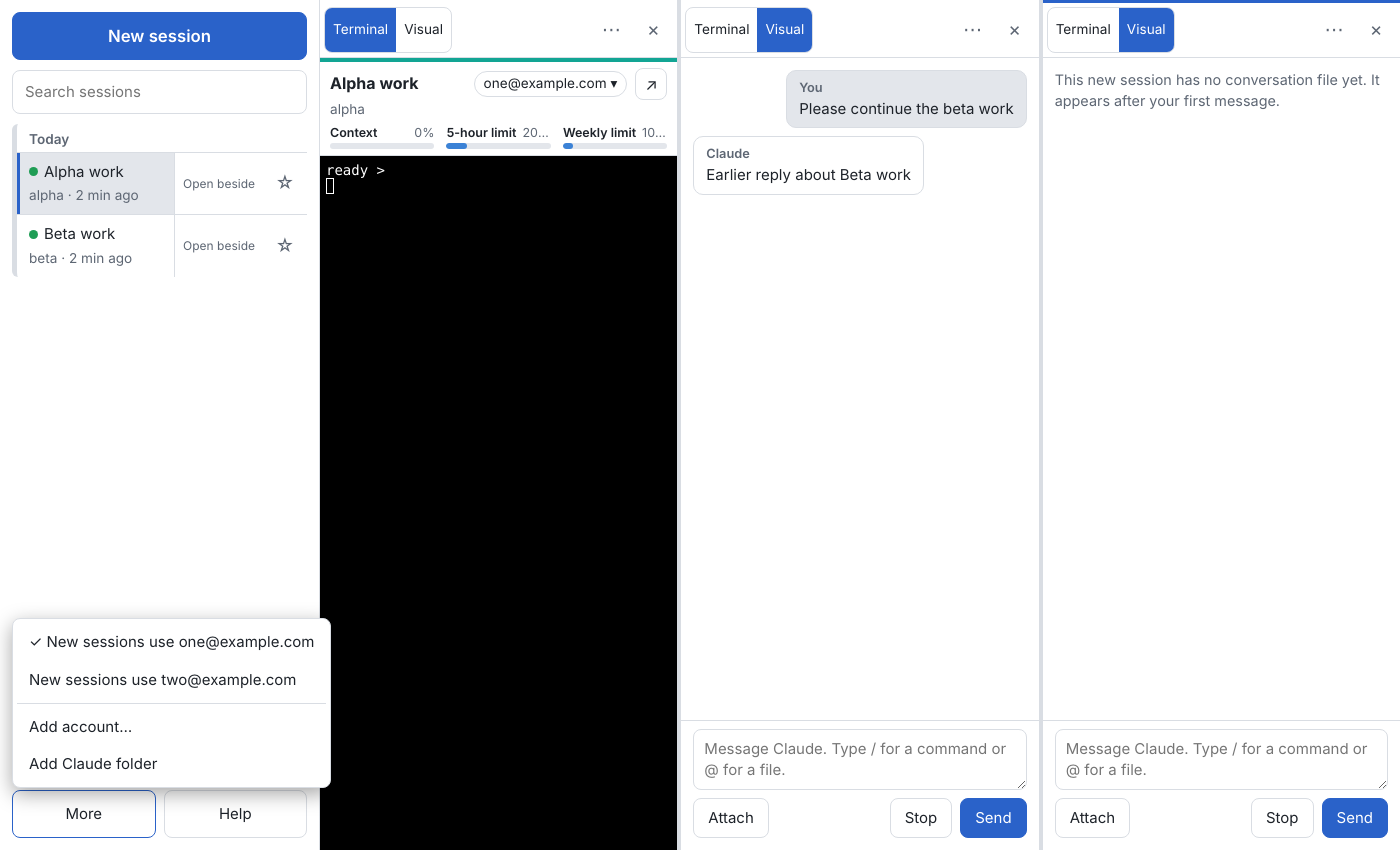 New session
Search sessions
Today
Alpha work
alpha · 2 min ago
Open beside
Beta work
beta · 2 min ago
Open beside
✓ New sessions use one@example.com
New sessions use two@example.com
Add account...
Add Claude folder
More
Help
Terminal
Visual
Alpha work
one@example.com ▾
alpha
Context 0%
5-hour limit 20...
Weekly limit 10...
ready >
Terminal
Visual
You
Please continue the beta work
Claude
Earlier reply about Beta work
Message Claude. Type / for a command or
@ for a file.
Attach
Stop
Send
Terminal
Visual
This new session has no conversation file yet. It
appears after your first message.
Message Claude. Type / for a command or
@ for a file.
Attach
Stop
Send